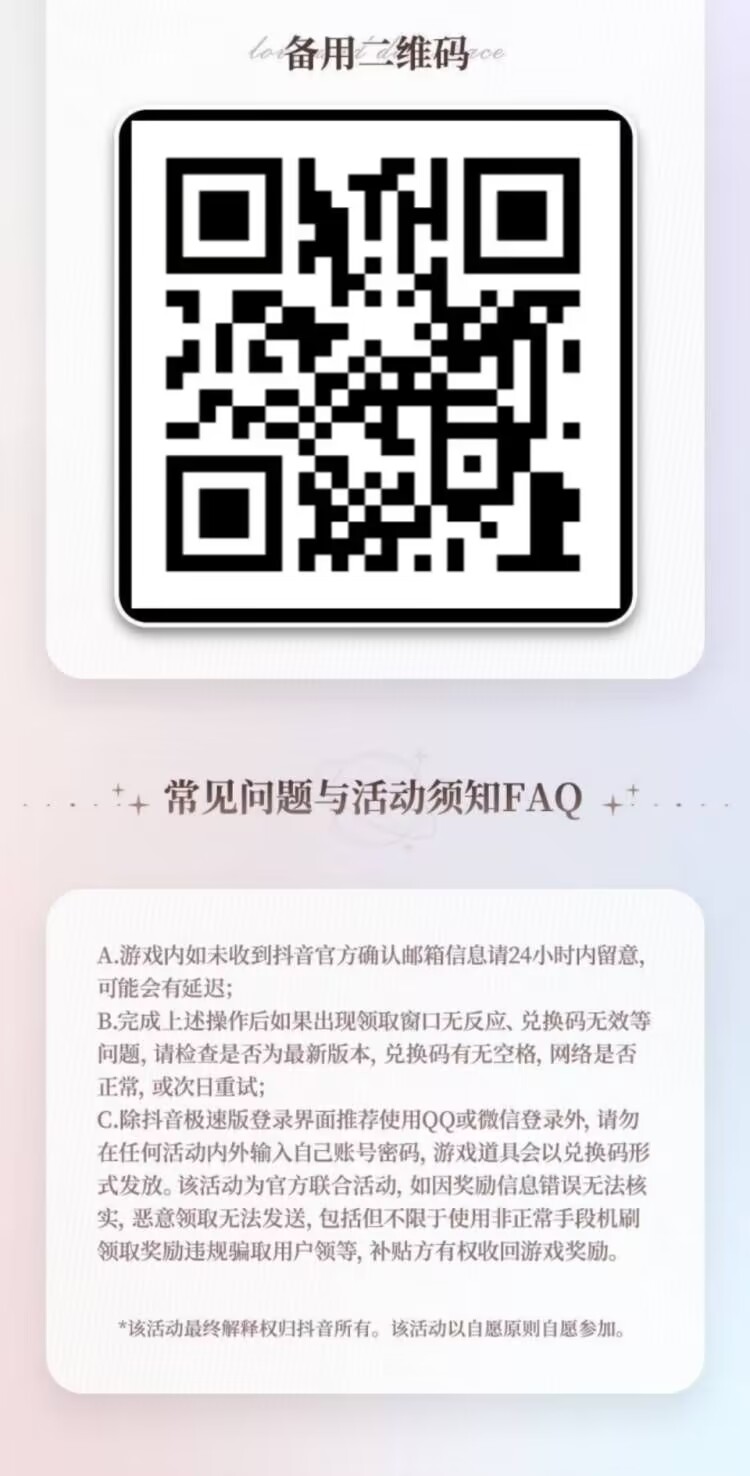 备用二维码
常见问题与活动须知FAQ
A.游戏内如未收到抖音官方确认邮箱信息请24小时内留意,
可能会有延迟;
B.完成上述操作后如果出现领取窗口无反应、兑换码无效等
问题, 请检查是否为最新版本, 兑换码有无空格, 网络是否
正常, 或次日重试;
C.除抖音极速版登录界面推荐使用QQ或微信登录外, 请勿
在任何活动内外输入自己账号密码, 游戏道具会以兑换码形
式发放。该活动为官方联合活动, 如因奖励信息错误无法核
实, 恶意领取无法发送, 包括但不限于使用非正常手段机刷
领取奖励违规骗取用户领等, 补贴方有权收回游戏奖励。
*该活动最终解释权归抖音所有。该活动以自愿原则自愿参加。